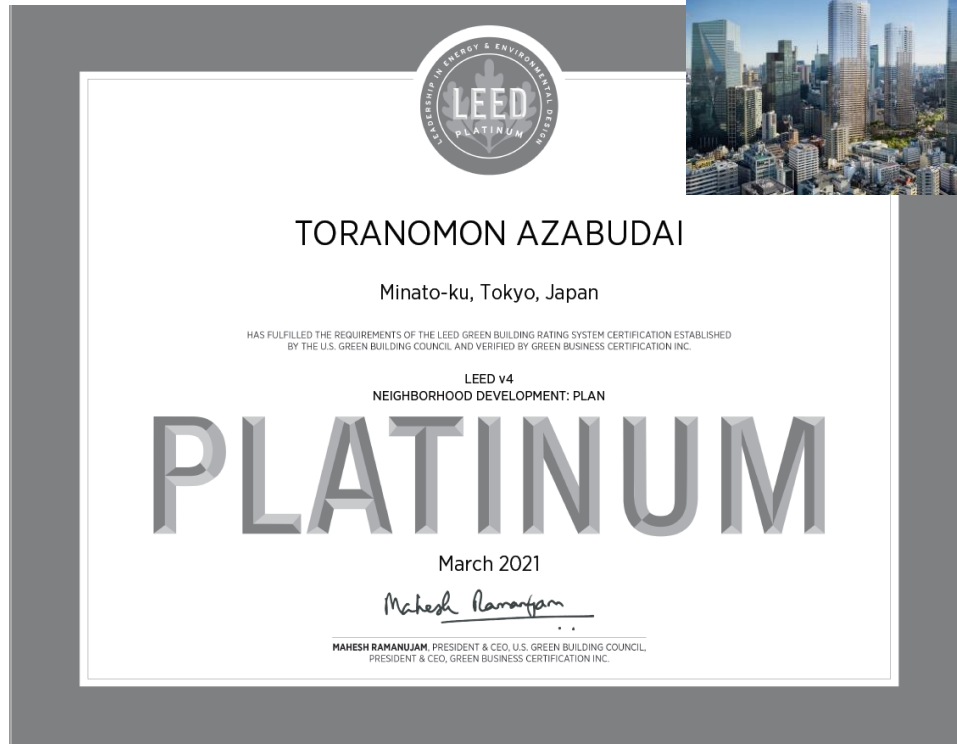 LEADERSHIP IN ENERGY & ENVIRONMENTAL DESIGN
LEED
PLATINUM
TORANOMON AZABUDAI
Minato-ku, Tokyo, Japan
HAS FULFILLED THE REQUIREMENTS OF THE LEED GREEN BUILDING RATING SYSTEM CERTIFICATION ESTABLISHED
BY THE U.S. GREEN BUILDING COUNCIL AND VERIFIED BY GREEN BUSINESS CERTIFICATION INC.
LEED v4
NEIGHBORHOOD DEVELOPMENT: PLAN
PLATINUM
March 2021
Mahesh Ramanujam
MAHESH RAMANUJAM, PRESIDENT & CEO, U.S. GREEN BUILDING COUNCIL,
PRESIDENT & CEO, GREEN BUSINESS CERTIFICATION INC.